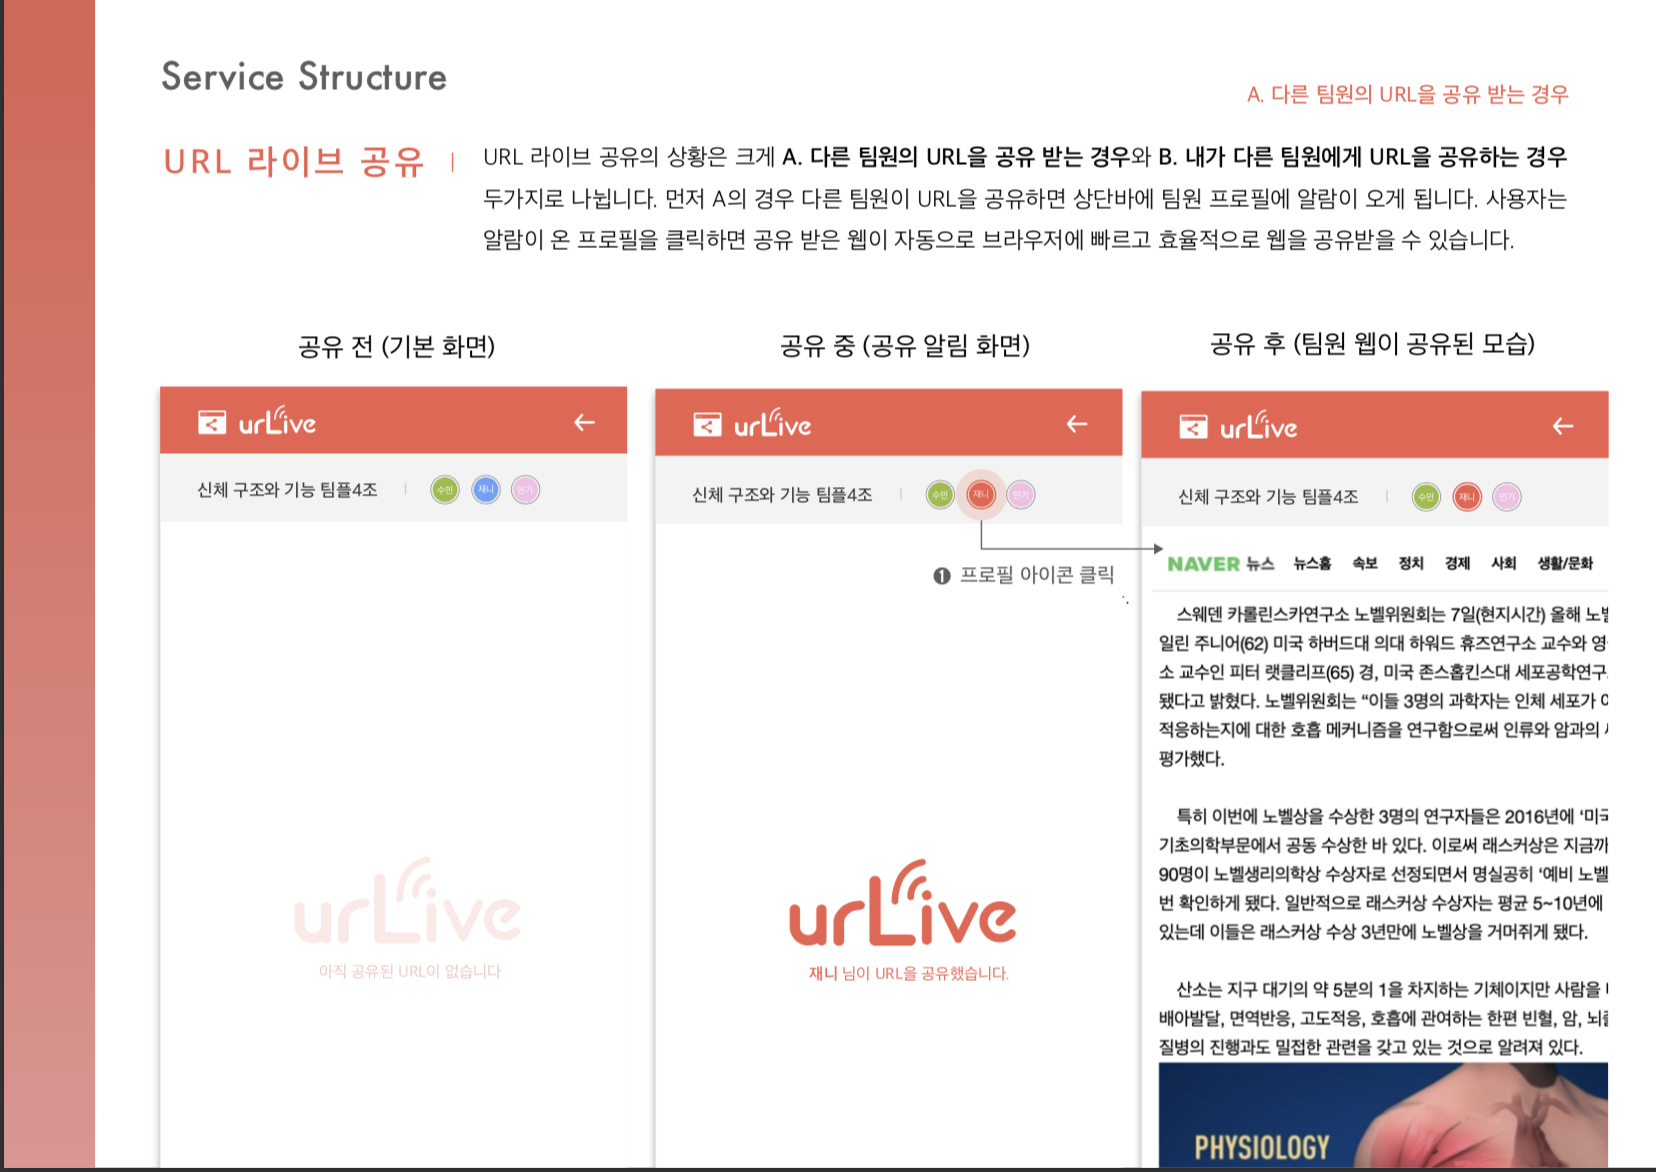 Service Structure
A. 다른 팀원의 URL을 공유 받는 경우
URL 라이브 공유
URL 라이브 공유의 상황은 크게 A. 다른 팀원의 URL을 공유 받는 경우와 B. 내가 다른 팀원에게 URL을 공유하는 경우
두가지로 나뉩니다. 먼저 A의 경우 다른 팀원이 URL을 공유하면 상단바에 팀원 프로필에 알람이 오게 됩니다. 사용자는
알람이 온 프로필을 클릭하면 공유 받은 웹이 자동으로 브라우저에 빠르고 효율적으로 웹을 공유받을 수 있습니다.
공유 전 (기본 화면)
urLive
신체 구조와 기능 팀플4조
수민 재니 민기
urLive
아직 공유된 URL이 없습니다
공유 중 (공유 알림 화면)
urLive
신체 구조와 기능 팀플4조
수민 재니 민기
❶ 프로필 아이콘 클릭
urLive
재니 님이 URL을 공유했습니다.
공유 후 (팀원 웹이 공유된 모습)
urLive
신체 구조와 기능 팀플4조
수민 재니 민기
NAVER 뉴스 뉴스홈 속보 정치 경제 사회 생활/문화
스웨덴 카롤린스카연구소 노벨위원회는 7일(현지시간) 올해 노벨
일린 주니어(62) 미국 하버드대 의대 하워드 휴즈연구소 교수와 영
소 교수인 피터 랫클리프(65) 경, 미국 존스홉킨스대 세포공학연구
됐다고 밝혔다. 노벨위원회는 “이들 3명의 과학자는 인체 세포가
적응하는지에 대한 호흡 메커니즘을 연구함으로써 인류와 암과의
평가했다.
특히 이번에 노벨상을 수상한 3명의 연구자들은 2016년에 ‘미국
기초의학부문에서 공동 수상한 바 있다. 이로써 래스커상은 지금까
90명이 노벨생리의학상 수상자로 선정되면서 명실공히 ‘예비 노벨
번 확인하게 됐다. 일반적으로 래스커상 수상자는 평균 5~10년에
있는데 이들은 래스커상 수상 3년만에 노벨상을 거머쥐게 됐다.
산소는 지구 대기의 약 5분의 1을 차지하는 기체이지만 사람을
배아발달, 면역반응, 고도적응, 호흡에 관여하는 한편 빈혈, 암, 뇌졸
질병의 진행과도 밀접한 관련을 갖고 있는 것으로 알려져 있다.
PHYSIOLOGY